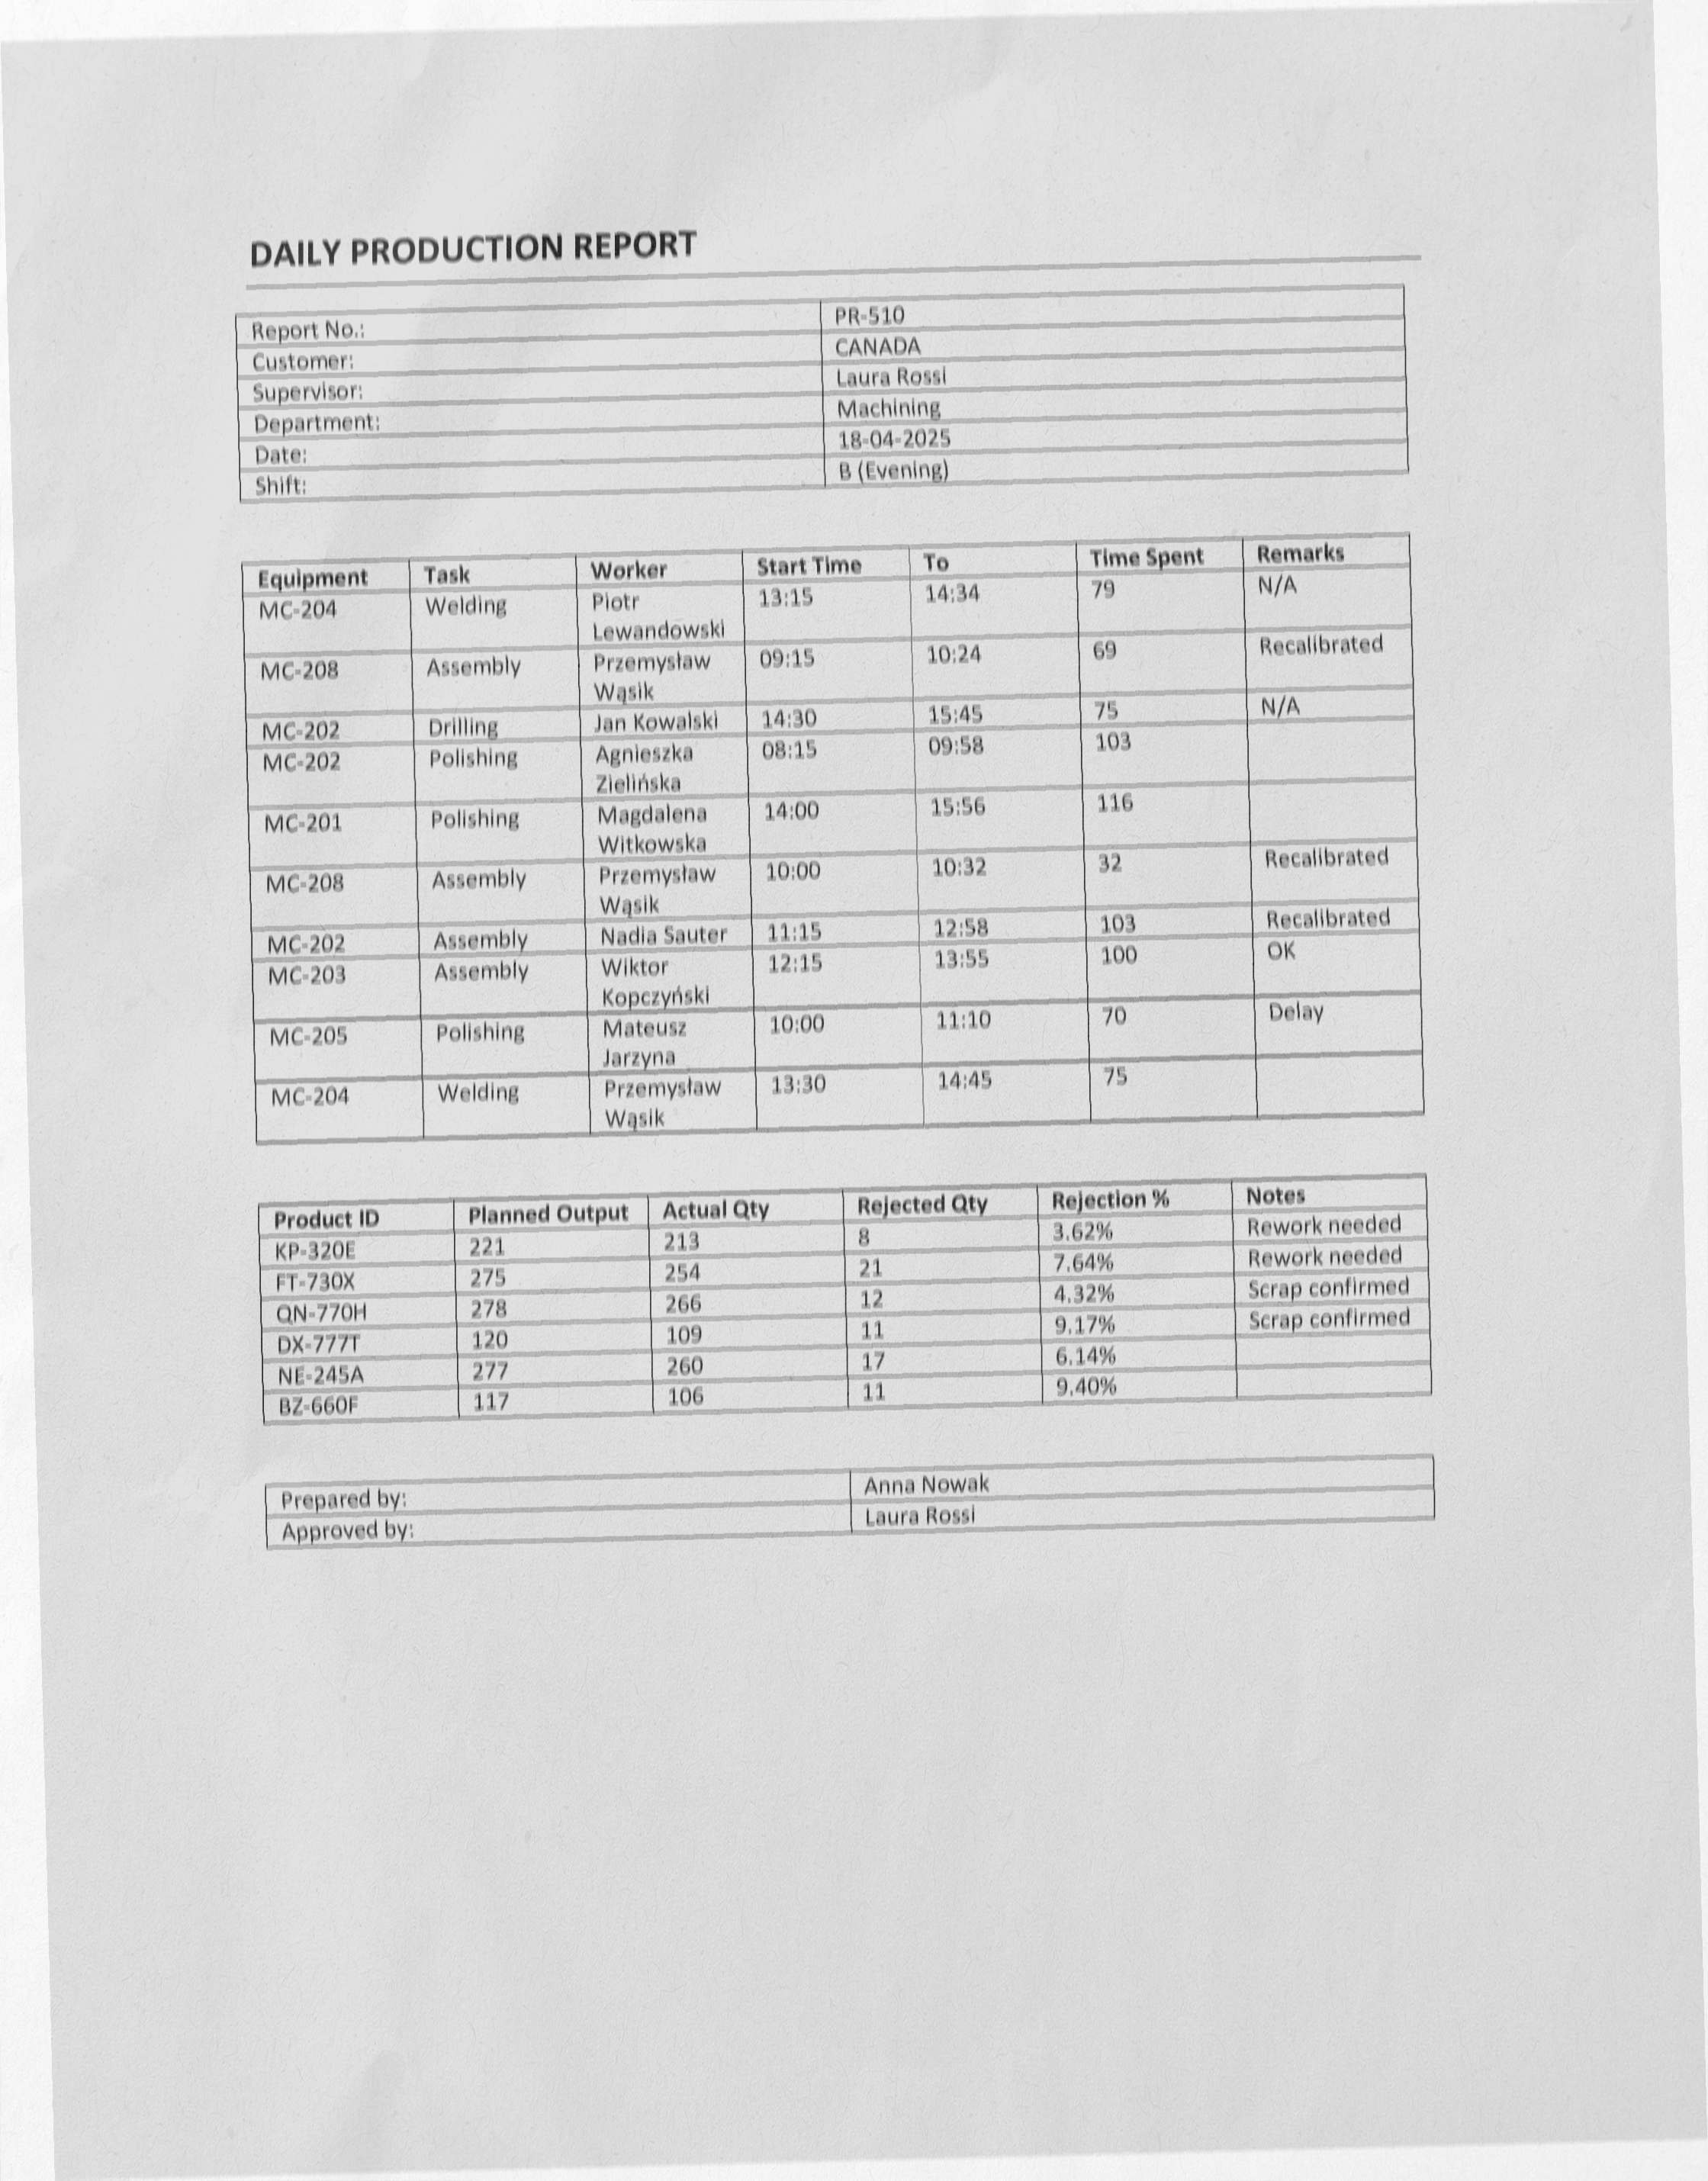 DAILY PRODUCTION REPORT
Report No.: PR-510
Customer: CANADA
Supervisor: Laura Rossi
Department: Machining
Date: 18-04-2025
Shift: B (Evening)
Equipment Task Worker Start Time To Time Spent Remarks
MC-204 Welding Piotr Lewandowski 13:15 14:34 79 N/A
MC-208 Assembly Przemysław Wąsik 09:15 10:24 69 Recalibrated
MC-202 Drilling Jan Kowalski 14:30 15:45 75 N/A
MC-202 Polishing Agnieszka Zielińska 08:15 09:58 103
MC-201 Polishing Magdalena Witkowska 14:00 15:56 116
MC-208 Assembly Przemysław Wąsik 10:00 10:32 32 Recalibrated
MC-202 Assembly Nadia Sauter 11:15 12:58 103 Recalibrated
MC-203 Assembly Wiktor Kopczyński 12:15 13:55 100 OK
MC-205 Polishing Mateusz Jarzyna 10:00 11:10 70 Delay
MC-204 Welding Przemysław Wąsik 13:30 14:45 75
Product ID Planned Output Actual Qty Rejected Qty Rejection % Notes
KP-320E 221 213 8 3.62% Rework needed
FT-730X 275 254 21 7.64% Rework needed
QN-770H 278 266 12 4.32% Scrap confirmed
DX-777T 120 109 11 9.17% Scrap confirmed
NE-245A 277 260 17 6.14%
BZ-660F 117 106 11 9.40%
Prepared by: Anna Nowak
Approved by: Laura Rossi